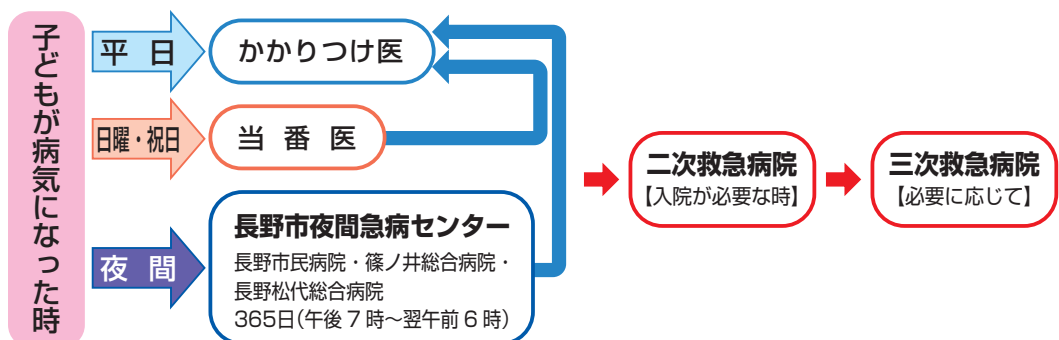 子どもが病気になった時
平日
かかりつけ医
日曜・祝日
当番医
夜間
長野市夜間急病センター
長野市民病院・篠ノ井総合病院・
長野松代総合病院
365日(午後7時～翌午前6時)
二次救急病院
【入院が必要な時】
三次救急病院
【必要に応じて】